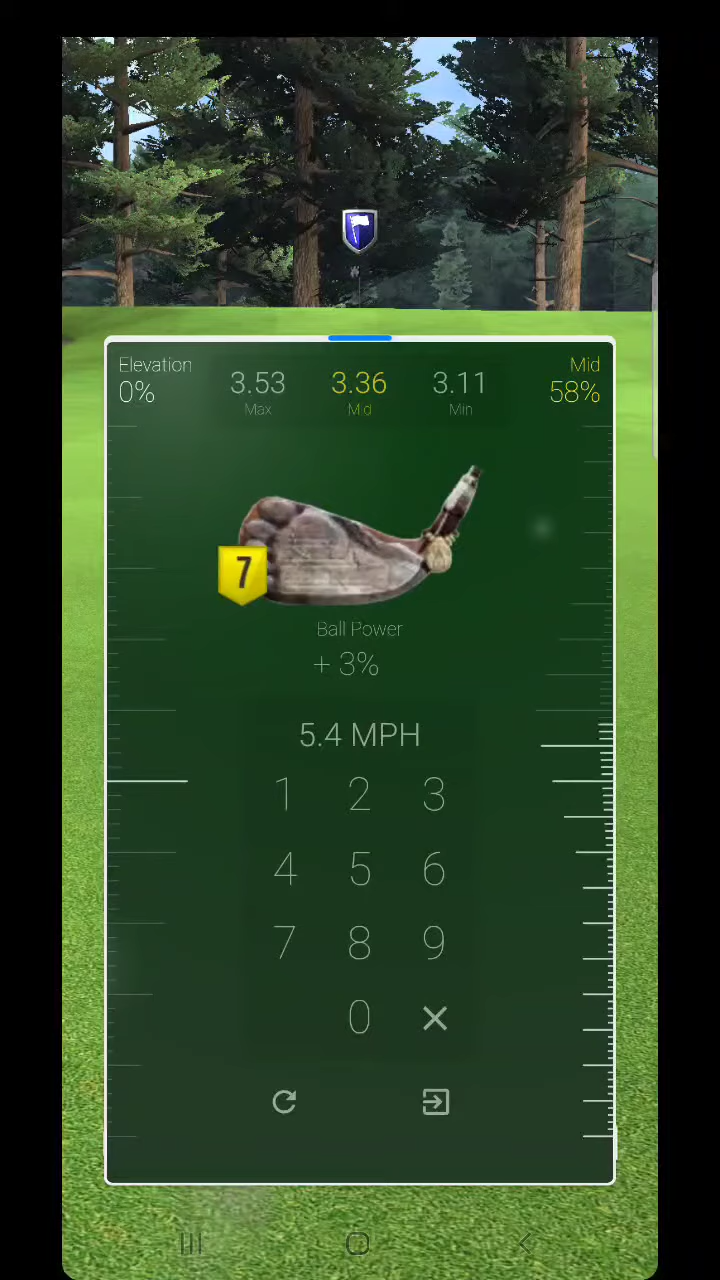 Elevation
0%
3.53 3.36 3.11
Max Mid Min
Mid
58%
7
Ball Power
+ 3%
5.4 MPH
1 2 3
4 5 6
7 8 9
0 ×